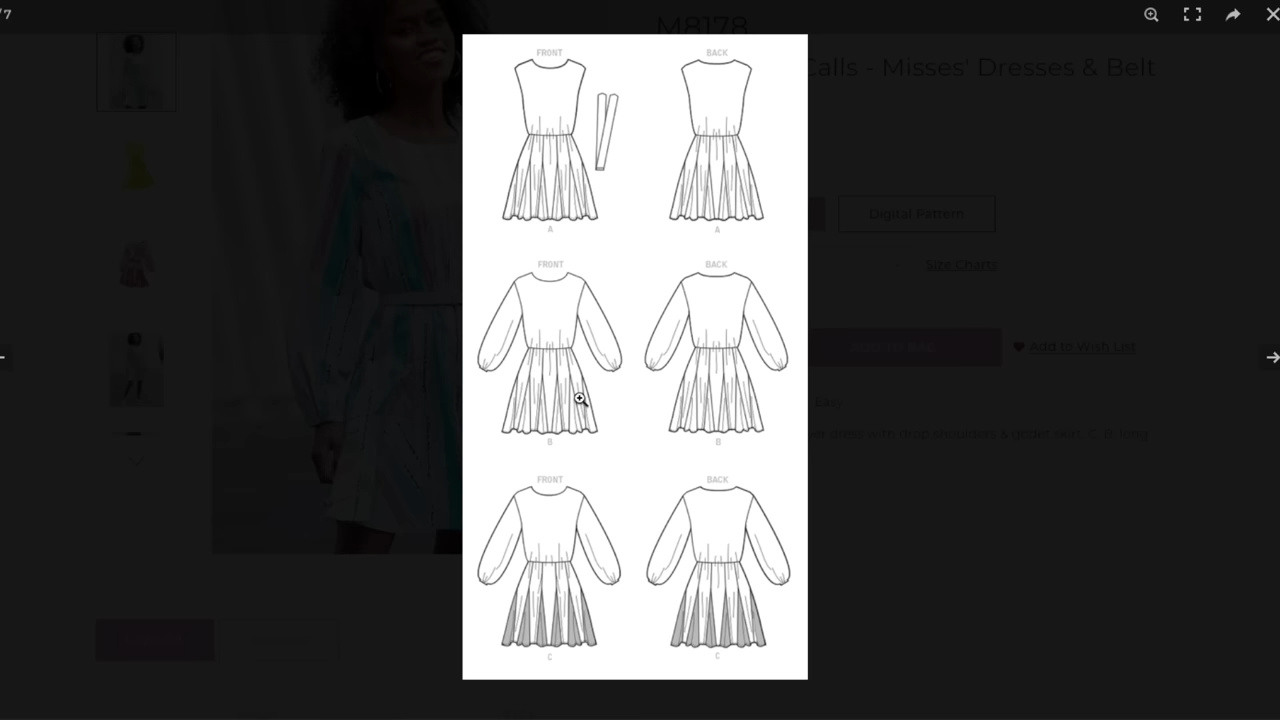 /7
M8178
Calls - Misses' Dresses & Belt
FRONT BACK
A A
Digital Pattern
Size Charts
FRONT BACK
Add to Wish List
B B
Easy
FRONT BACK
C C